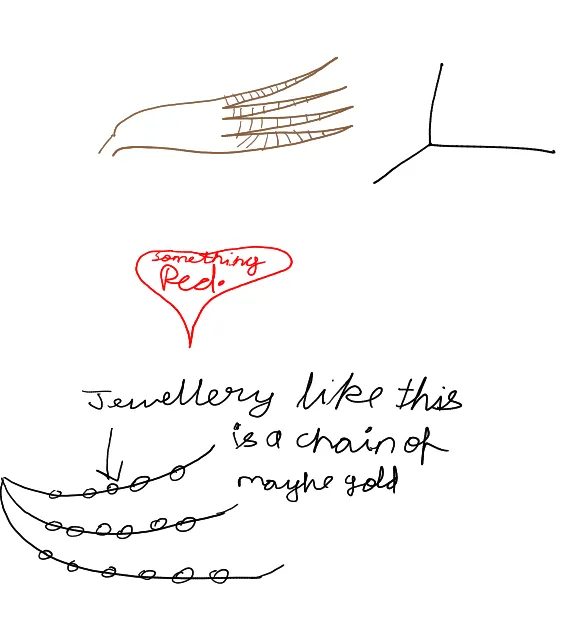 something
Red.
Jewellery like this
is a chain of
maybe gold